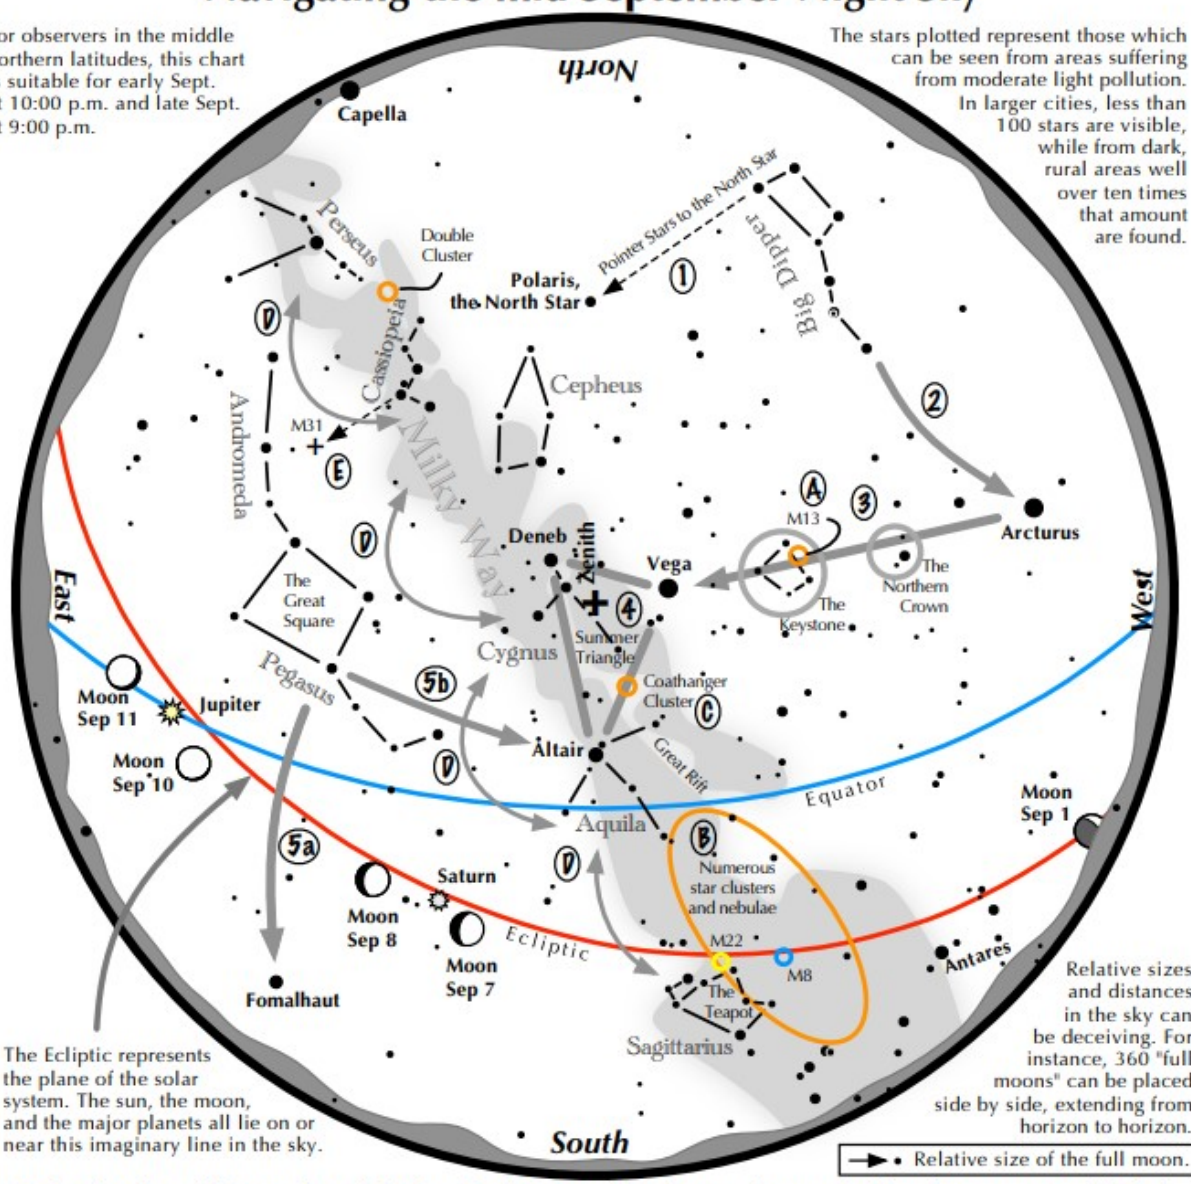 Navigating the mid September Night Sky
or observers in the middle
orthern latitudes, this chart
s suitable for early Sept.
t 10:00 p.m. and late Sept.
t 9:00 p.m.
The stars plotted represent those which
can be seen from areas suffering
from moderate light pollution.
In larger cities, less than
100 stars are visible,
while from dark,
rural areas well
over ten times
that amount
are found.
North
Capella
Perseus
Double
Cluster
Pointer Stars to the North Star
Big Dipper
Polaris,
the North Star
1
D
Cassiopeia
Cepheus
2
Andromeda
M31
E
Milky Way
A
3
M13
Arcturus
D
Deneb
Zenith
Vega
The
Northern
Crown
East
The
Great
Square
4
The
Keystone
West
Summer
Triangle
Cygnus
Pegasus
5b
Coathanger
Cluster
C
Moon
Sep 11
Jupiter
Altair
Great Rift
Moon
Sep 10
D
Equator
Moon
Sep 1
Aquila
5a
D
B
Numerous
star clusters
and nebulae
Saturn
Moon
Sep 8
Ecliptic
M22
M8
Antares
Moon
Sep 7
Fomalhaut
The
Teapot
Sagittarius
Relative sizes
and distances
in the sky can
be deceiving. For
instance, 360 "full
moons" can be placed
side by side, extending from
horizon to horizon.
The Ecliptic represents
the plane of the solar
system. The sun, the moon,
and the major planets all lie on or
near this imaginary line in the sky.
South
Relative size of the full moon.